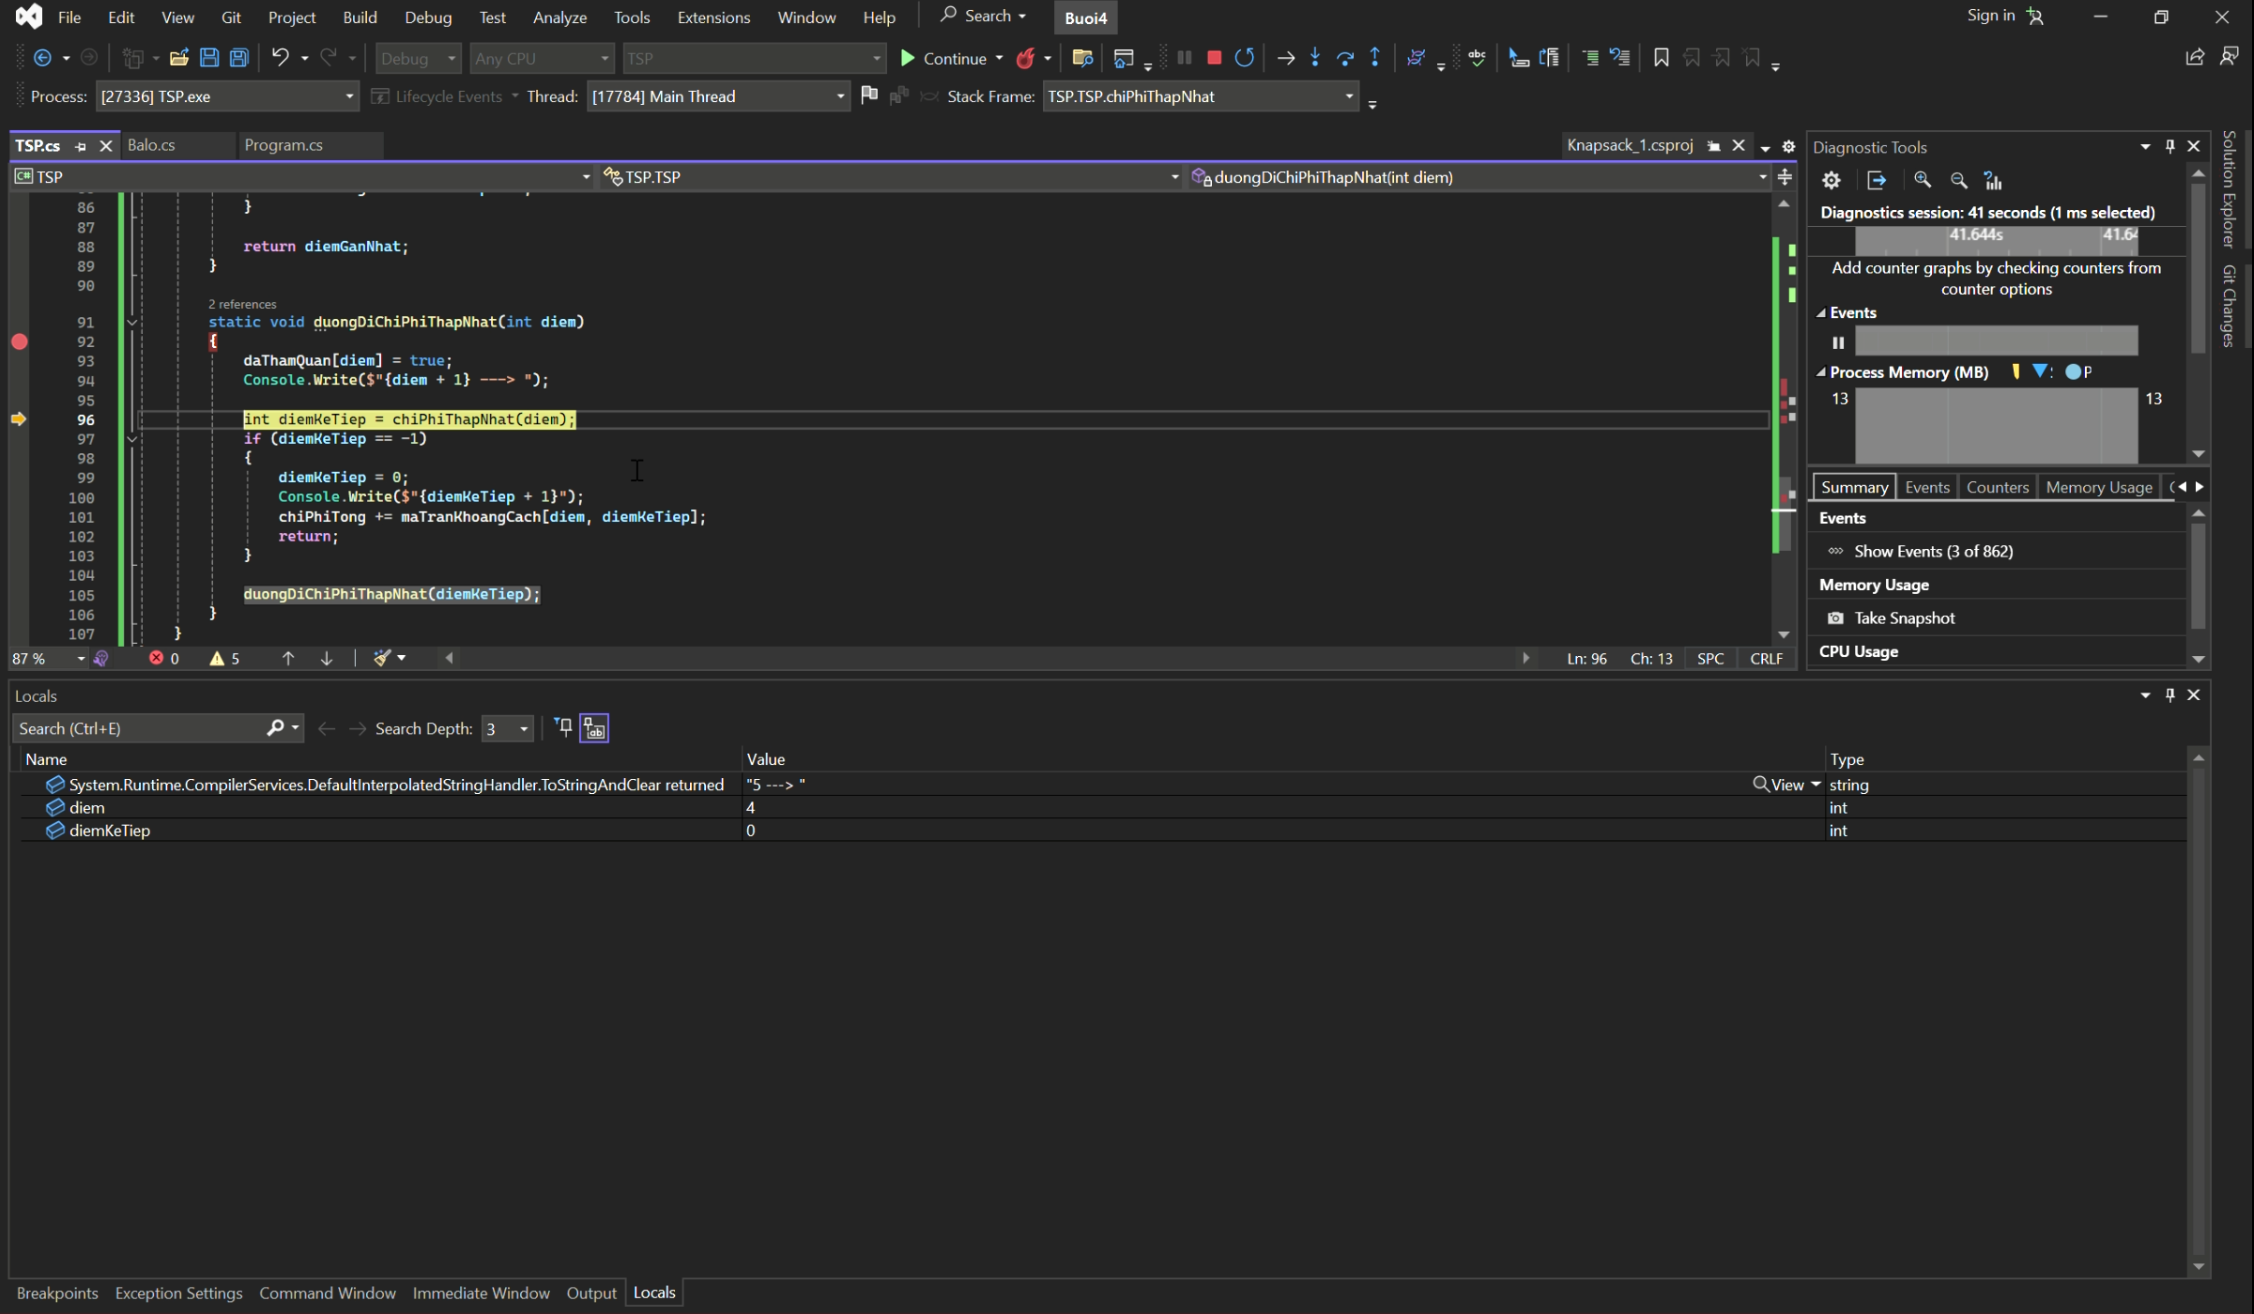 File Edit View Git Project Build Debug Test Analyze Tools Extensions Window Help Search Buoi4 Sign in
Debug Any CPU TSP Continue
Process: [27336] TSP.exe Lifecycle Events Thread: [17784] Main Thread Stack Frame: TSP.TSP.chiPhiThapNhat
TSP.cs Balo.cs Program.cs Knapsack_1.csproj
TSP TSP.TSP duongDiChiPhiThapNhat(int diem)
86 }
87
88 return diemGanNhat;
89 }
90
2 references
91 static void duongDiChiPhiThapNhat(int diem)
92 {
93 daThamQuan[diem] = true;
94 Console.Write($"{diem + 1} ---> ");
95
96 int diemKeTiep = chiPhiThapNhat(diem);
97 if (diemKeTiep == -1)
98 {
99 diemKeTiep = 0;
100 Console.Write($"{diemKeTiep + 1}");
101 chiPhiTong += maTranKhoangCach[diem, diemKeTiep];
102 return;
103 }
104
105 duongDiChiPhiThapNhat(diemKeTiep);
106 }
107 }
87 % 0 5 Ln: 96 Ch: 13 SPC CRLF
Diagnostic Tools
Diagnostics session: 41 seconds (1 ms selected)
41.644s 41.64
Add counter graphs by checking counters from
counter options
Events
Process Memory (MB) P
13 13
Summary Events Counters Memory Usage
Events
Show Events (3 of 862)
Memory Usage
Take Snapshot
CPU Usage
Solution Explorer
Git Changes
Locals
Search (Ctrl+E) Search Depth: 3
Name Value Type
System.Runtime.CompilerServices.DefaultInterpolatedStringHandler.ToStringAndClear returned "5 ---> " View string
diem 4 int
diemKeTiep 0 int
Breakpoints Exception Settings Command Window Immediate Window Output Locals